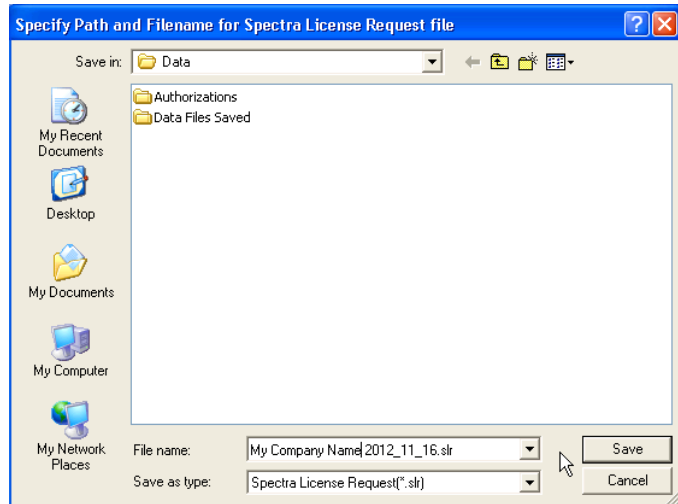 Specify Path and Filename for Spectra License Request file
Save in:
Data
Authorizations
Data Files Saved
My Recent
Documents
Desktop
My Documents
My Computer
My Network
Places
File name:
My Company Name 2012_11_16.slr
Save
Save as type:
Spectra License Request(*.slr)
Cancel